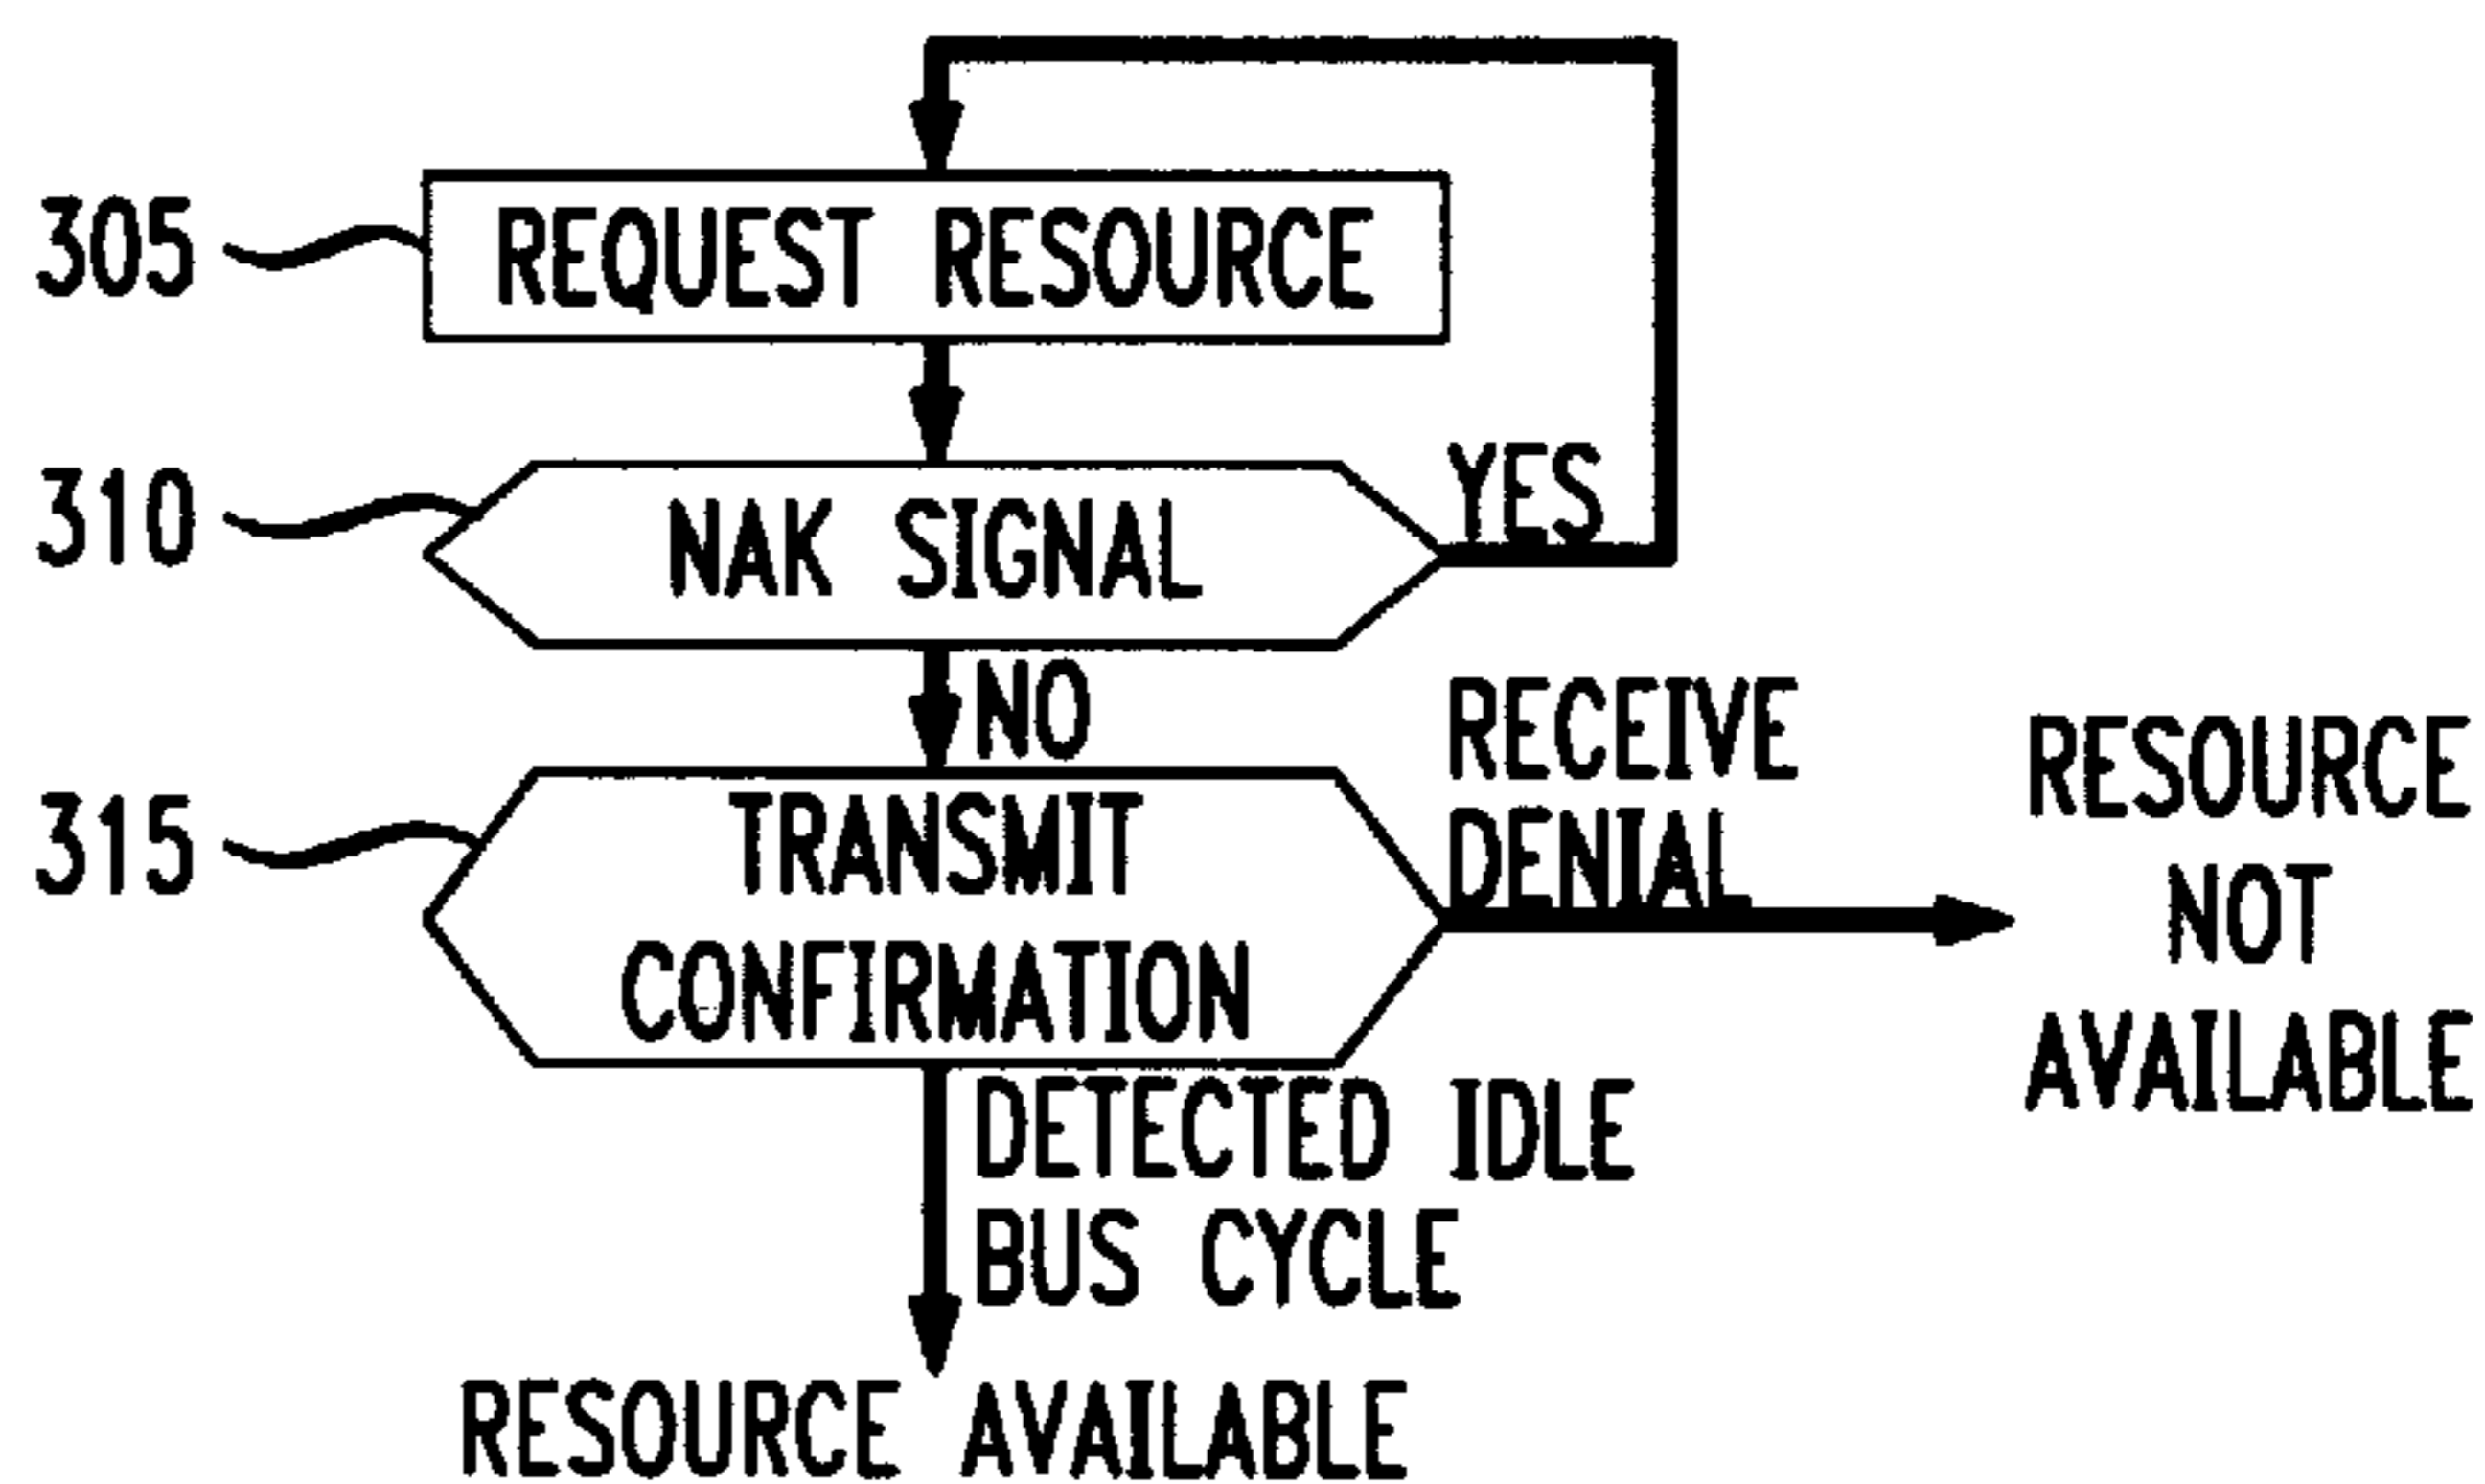 305
REQUEST RESOURCE
310
NAK SIGNAL
YES
NO
315
TRANSMIT
CONFIRMATION
RECEIVE
DENIAL
RESOURCE
NOT
AVAILABLE
DETECTED IDLE
BUS CYCLE
RESOURCE AVAILABLE